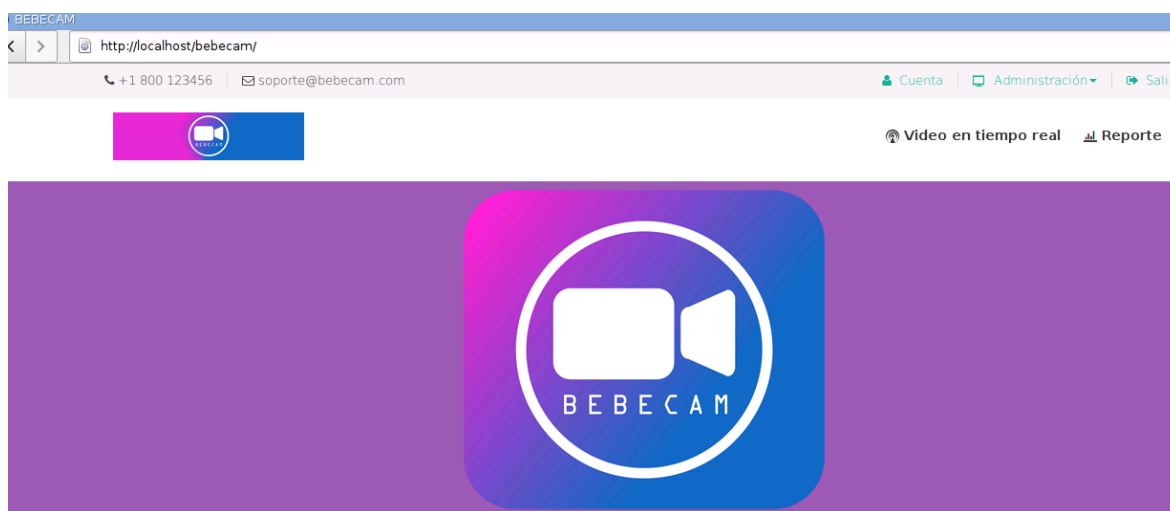 BEBECAM
http://localhost/bebecam/
+1 800 123456 soporte@bebecam.com Cuenta Administración Sali
BEBECAM
Video en tiempo real Reporte
BEBECAM